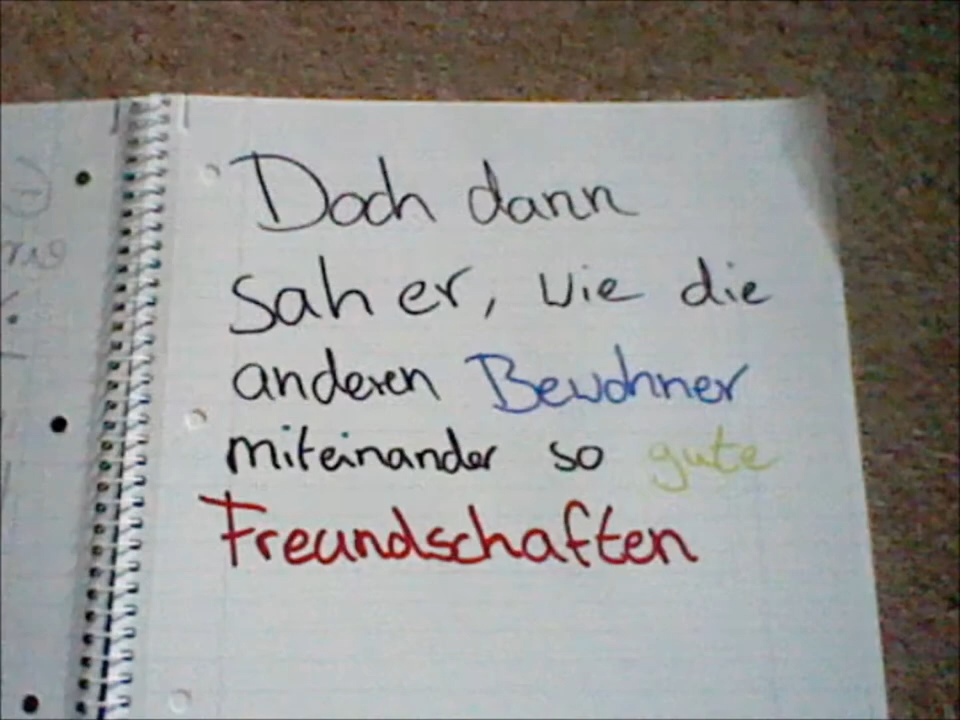 Doch dann
sah er, wie die
anderen Bewohner
miteinander so gute
Freundschaften